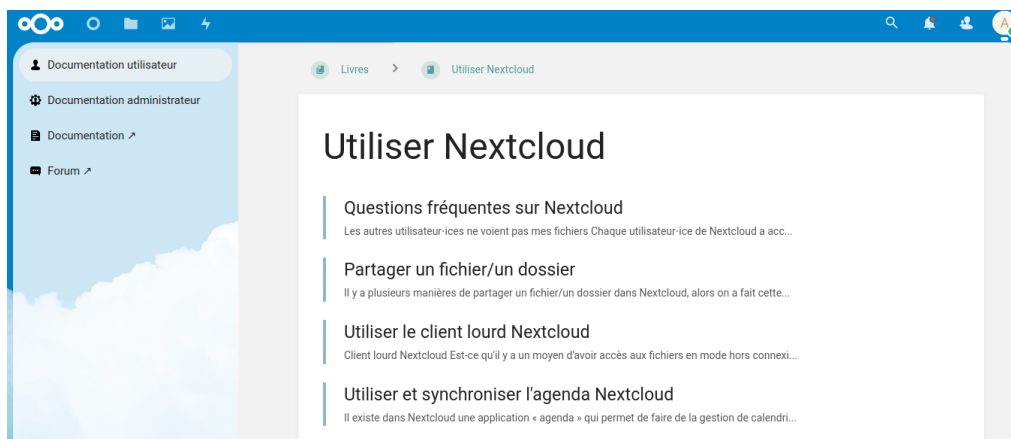 A
Documentation utilisateur
Documentation administrateur
Documentation ↗
Forum ↗
Livres > Utiliser Nextcloud
Utiliser Nextcloud
Questions fréquentes sur Nextcloud
Les autres utilisateur·ices ne voient pas mes fichiers Chaque utilisateur·ice de Nextcloud a acc...
Partager un fichier/un dossier
Il y a plusieurs manières de partager un fichier/un dossier dans Nextcloud, alors on a fait cette...
Utiliser le client lourd Nextcloud
Client lourd Nextcloud Est-ce qu'il y a un moyen d'avoir accès aux fichiers en mode hors connexi...
Utiliser et synchroniser l'agenda Nextcloud
Il existe dans Nextcloud une application « agenda » qui permet de faire de la gestion de calendri...